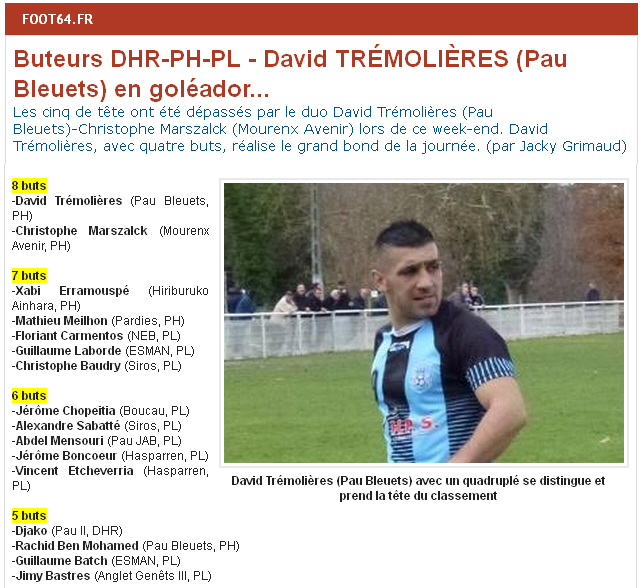 FOOT64.FR
Buteurs DHR-PH-PL - David TRÉMOLIÈRES (Pau
Bleuets) en goléador...
Les cinq de tête ont été dépassés par le duo David Trémolières (Pau
Bleuets)-Christophe Marszalck (Mourenx Avenir) lors de ce week-end. David
Trémolières, avec quatre buts, réalise le grand bond de la journée. (par Jacky Grimaud)
8 buts
-David Trémolières (Pau Bleuets,
PH)
-Christophe Marszalck (Mourenx
Avenir, PH)
7 buts
-Xabi Erramouspé (Hiriburuko
Ainhara, PH)
-Mathieu Meilhon (Pardies, PH)
-Floriant Carmentos (NEB, PL)
-Guillaume Laborde (ESMAN, PL)
-Christophe Baudry (Siros, PL)
6 buts
-Jérôme Chopeitia (Boucau, PL)
-Alexandre Sabatté (Siros, PL)
-Abdel Mensouri (Pau JAB, PL)
-Jérôme Boncoeur (Hasparren, PL)
-Vincent Etcheverria (Hasparren,
PL)
5 buts
-Djako (Pau II, DHR)
-Rachid Ben Mohamed (Pau Bleuets, PH)
-Guillaume Batch (ESMAN, PL)
-Jimy Bastres (Anglet Genêts III, PL)
David Trémolières (Pau Bleuets) avec un quadruplé se distingue et
prend la tête du classement